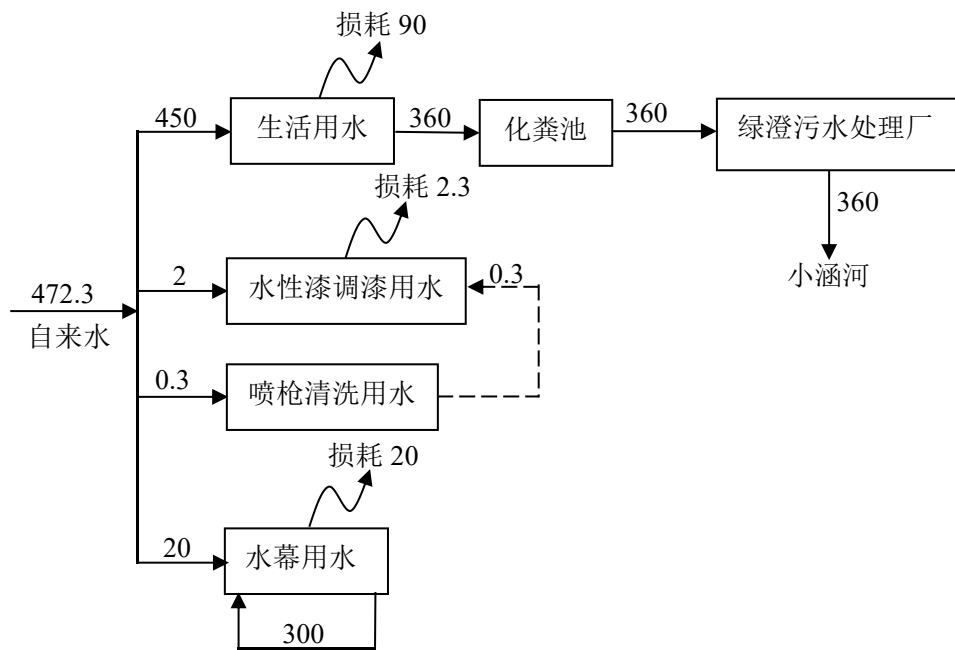 损耗 90
450
生活用水
360
化粪池
360
绿澄污水处理厂
360
小涵河
损耗 2.3
2
水性漆调漆用水
0.3
472.3
自来水
0.3
喷枪清洗用水
损耗 20
20
水幕用水
300